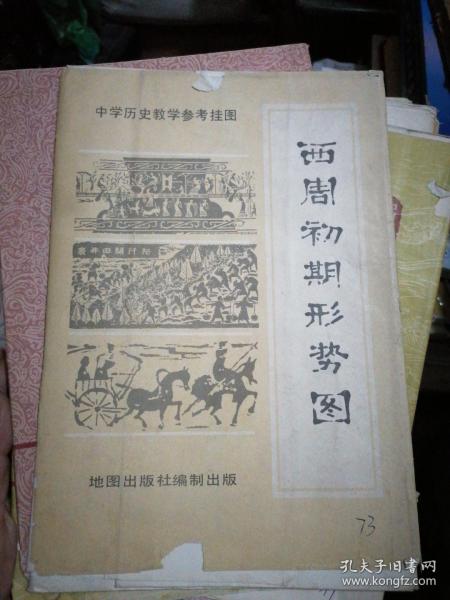 中学历史教学参考挂图
西周初期形势图
地图出版社编制出版
73
孔夫子旧书网
www.kongfz.com